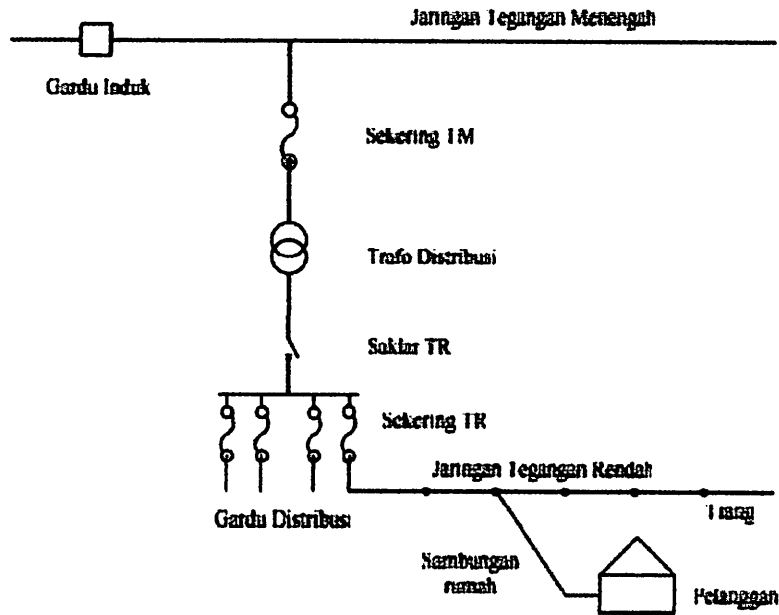 Jaringan Tegangan Menengah
Gardu Induk
Sekering TM
Trafo Distribusi
Saklar TR
Sekering TR
Jaringan Tegangan Rendah
Tiang
Gardu Distribusi
Sambungan
rumah
Pelanggan